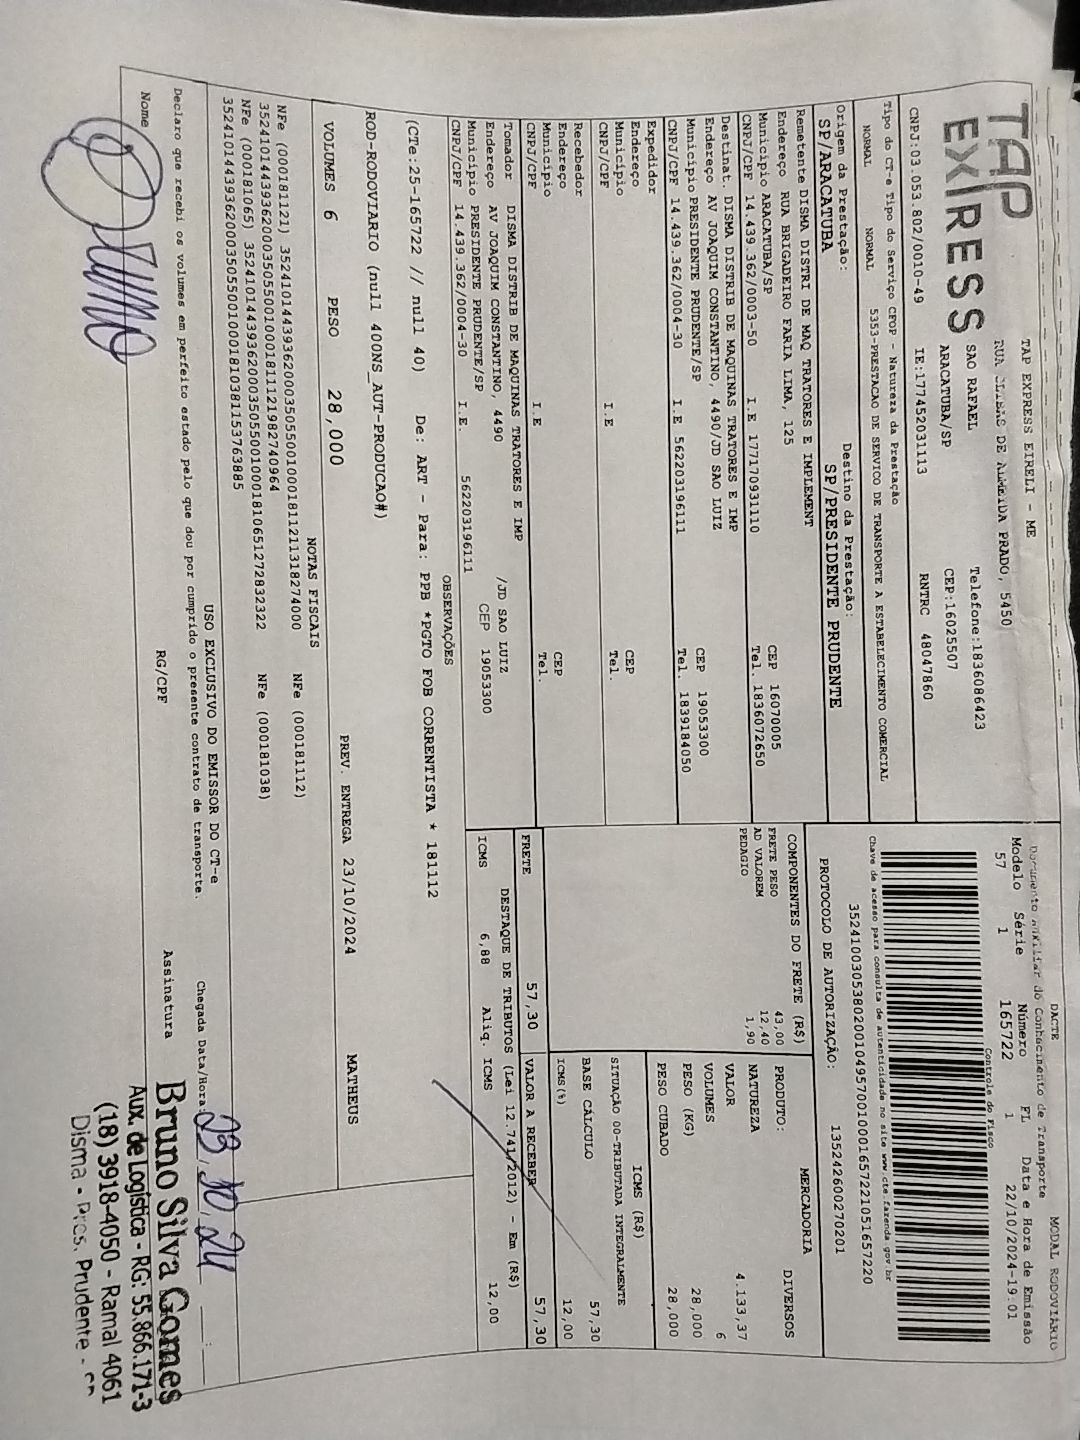 TAP EXPRESS
TAP EXPRESS EIRELI - ME
RUA DE ALMEIDA PRADO, 5450
SAO RAFAEL Telefone:1836086423
ARACATUBA/SP CEP:16025507
CNPJ:03.053.802/0010-49 IE:177452031113 RNTRC 48047860
DACTE MODAL RODOVIÁRIO
Documento Auxiliar do Conhecimento de Transporte
Modelo Série Número FL Data e Hora de Emissão
57 1 165722 1 22/10/2024-19:01
Controle do Fisco
Chave de acesso para consulta de autenticidade no site www.cte.fazenda.gov.br
35241003053802001049570010001657221051657220
PROTOCOLO DE AUTORIZAÇÃO: 135242600270201
Tipo do CT-e Tipo do Serviço CFOP - Natureza da Prestação
NORMAL NORMAL 5353-PRESTACAO DE SERVICO DE TRANSPORTE A ESTABELECIMENTO COMERCIAL
Origem da Prestação: Destino da Prestação:
SP/ARACATUBA SP/PRESIDENTE PRUDENTE
Remetente DISMA DISTRI DE MAQ TRATORES E IMPLEMENT
Endereço RUA BRIGADEIRO FARIA LIMA, 125
Município ARACATUBA/SP CEP 16070005
CNPJ/CPF 14.439.362/0003-50 I.E 177170931110 Tel. 1836072650
Destinat. DISMA DISTRIB DE MAQUINAS TRATORES E IMP
Endereço AV JOAQUIM CONSTANTINO, 4490/JD SAO LUIZ
Município PRESIDENTE PRUDENTE/SP CEP 19053300
CNPJ/CPF 14.439.362/0004-30 I.E 562203196111 Tel. 1839184050
Expedidor
Endereço
Município CEP
CNPJ/CPF I.E Tel.
Recebedor
Endereço
Município CEP
CNPJ/CPF I.E Tel.
Tomador DISMA DISTRIB DE MAQUINAS TRATORES E IMP
Endereço AV JOAQUIM CONSTANTINO, 4490 /JD SAO LUIZ
Município PRESIDENTE PRUDENTE/SP CEP 19053300
CNPJ/CPF 14.439.362/0004-30 I.E. 562203196111
COMPONENTES DO FRETE (R$)
FRETE PESO 43,00
AD VALOREM 12,40
PEDAGIO 1,90
FRETE 57,30
MERCADORIA
PRODUTO: DIVERSOS
NATUREZA
VALOR 4.133,37
VOLUMES 6
PESO (KG) 28,000
PESO CUBADO 28,000
ICMS (R$)
SITUAÇÃO 00-TRIBUTADA INTEGRALMENTE
BASE CÁLCULO 57,30
ICMS(%) 12,00
VALOR A RECEBER 57,30
DESTAQUE DE TRIBUTOS (Lei 12.741/2012) - Em (R$)
ICMS 6,88 Aliq. ICMS 12,00
OBSERVAÇÕES
(CTe:25-165722 // null 40) De: ART - Para: PPB *PGTO FOB CORRENTISTA * 181112
ROD-RODOVIARIO (null 400NS_AUT-PRODUCAO#) MATHEUS
VOLUMES 6 PESO 28,000 PREV. ENTREGA 23/10/2024
NOTAS FISCAIS
NFe (000181121) 35241014439362000350550010001811211318274000 NFe (000181112)
35241014439362000350550010001811121982740964
NFe (000181065) 35241014439362000350550010001810651272832322 NFe (000181038)
35241014439362000350550010001810381153763885
USO EXCLUSIVO DO EMISSOR DO CT-e
Declaro que recebi os volumes em perfeito estado pelo que dou por cumprido o presente contrato de transporte.
Chegada Data/Hora: 23/10/24 :
Nome RG/CPF Assinatura
Bruno Silva Gomes
Aux. de Logística - RG: 55.866.171-3
(18) 3918-4050 - Ramal 4061
Disma - Pres. Prudente - SP